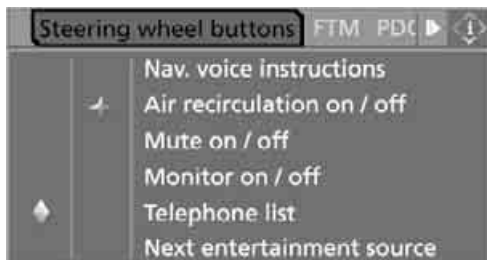 Steering wheel buttons FTM PDC
Nav. voice instructions
Air recirculation on / off
Mute on / off
Monitor on / off
Telephone list
Next entertainment source